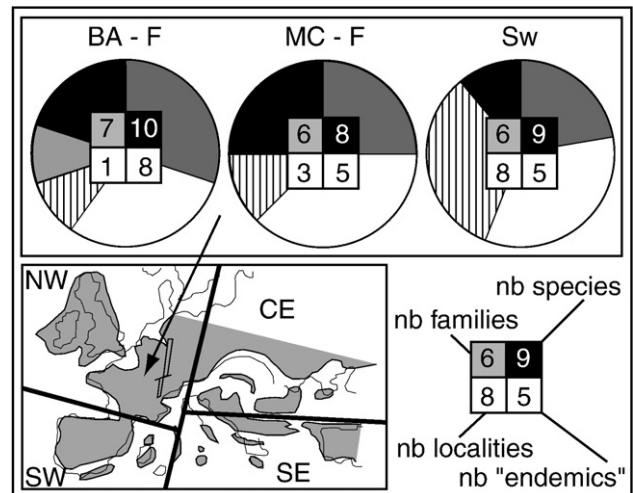 BA - F MC - F Sw
7 10 6 8 6 9
1 8 3 5 8 5
NW CE
SW SE
nb species
nb families
6 9
8 5
nb localities
nb "endemics"